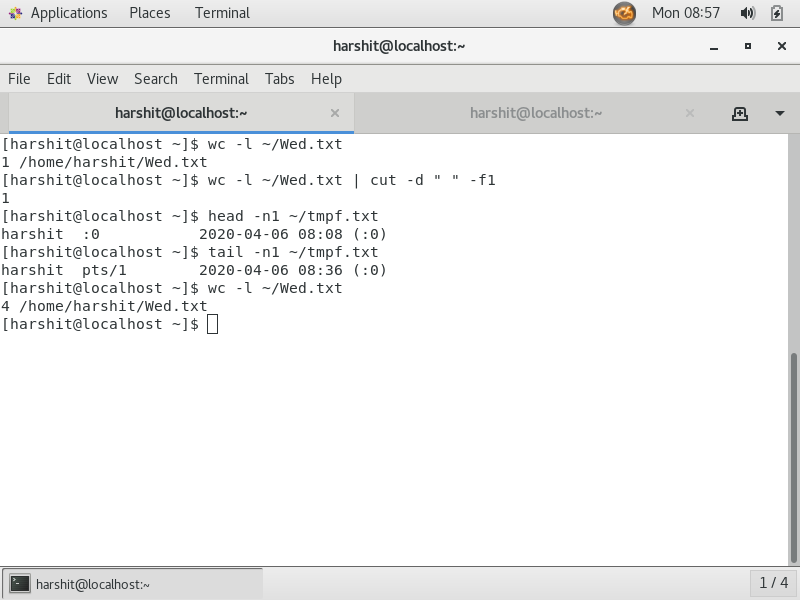 Applications Places Terminal Mon 08:57
harshit@localhost:~
File Edit View Search Terminal Tabs Help
harshit@localhost:~ × harshit@localhost:~ ×
[harshit@localhost ~]$ wc -l ~/Wed.txt
1 /home/harshit/Wed.txt
[harshit@localhost ~]$ wc -l ~/Wed.txt | cut -d " " -f1
1
[harshit@localhost ~]$ head -n1 ~/tmpf.txt
harshit  :0           2020-04-06 08:08 (:0)
[harshit@localhost ~]$ tail -n1 ~/tmpf.txt
harshit  pts/1        2020-04-06 08:36 (:0)
[harshit@localhost ~]$ wc -l ~/Wed.txt
4 /home/harshit/Wed.txt
[harshit@localhost ~]$
harshit@localhost:~ 1 / 4